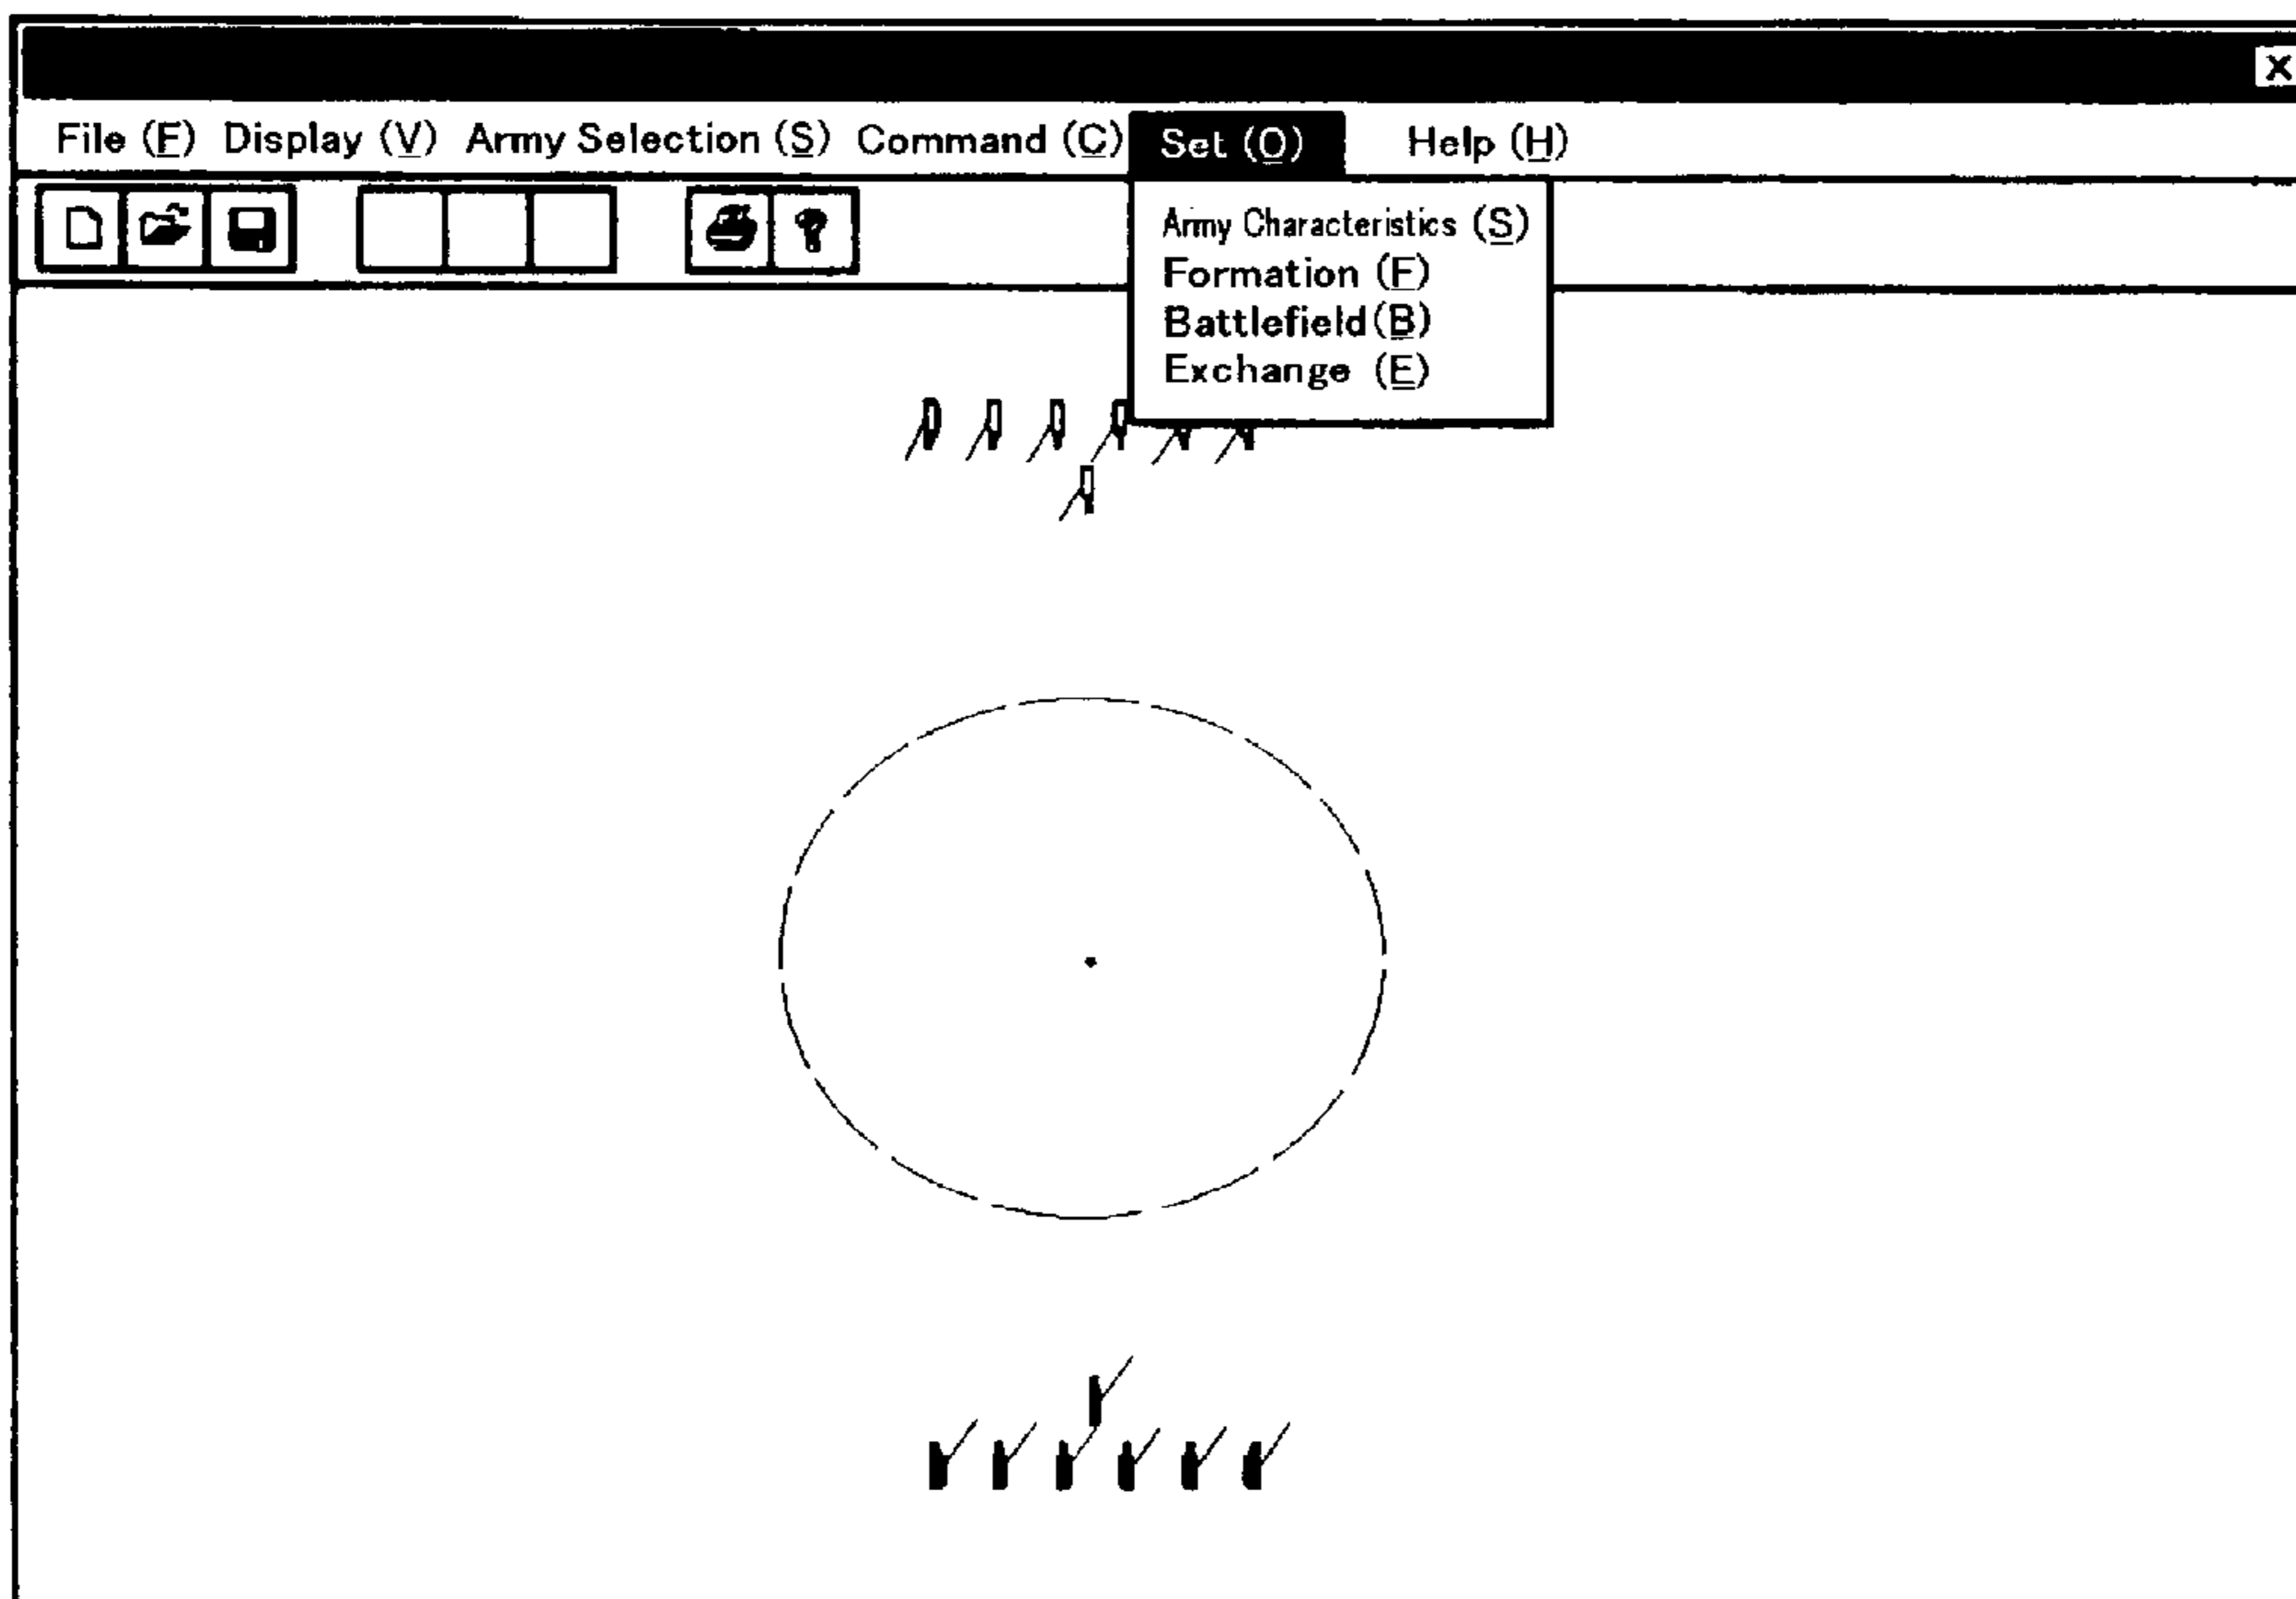 File (F) Display (V) Army Selection (S) Command (C) Set (O) Help (H)
Army Characteristics (S)
Formation (F)
Battlefield(B)
Exchange (E)